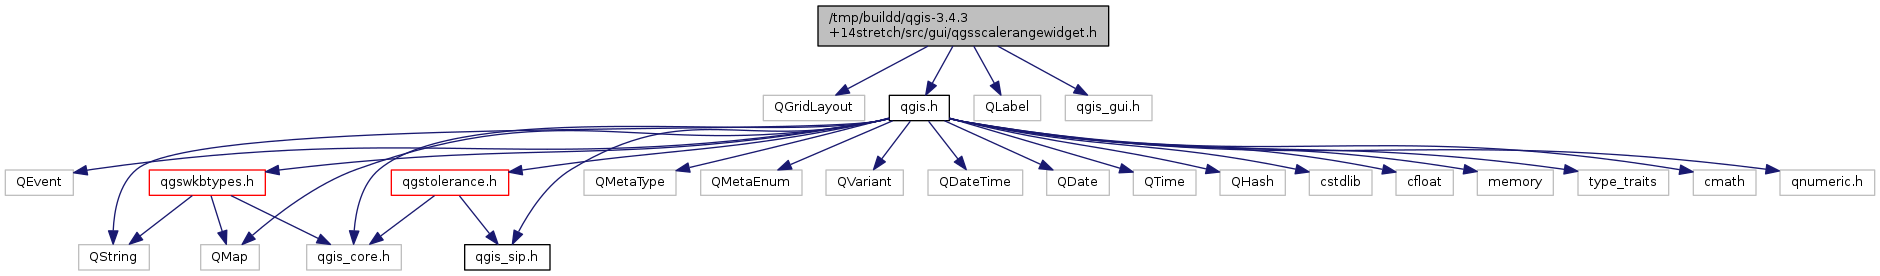 /tmp/buildd/qgis-3.4.3
+14stretch/src/gui/qgsscalerangewidget.h
QGridLayout
qgis.h
QLabel
qgis_gui.h
QEvent
qgswkbtypes.h
qgstolerance.h
QMetaType
QMetaEnum
QVariant
QDateTime
QDate
QTime
QHash
cstdlib
cfloat
memory
type_traits
cmath
qnumeric.h
QString
QMap
qgis_core.h
qgis_sip.h